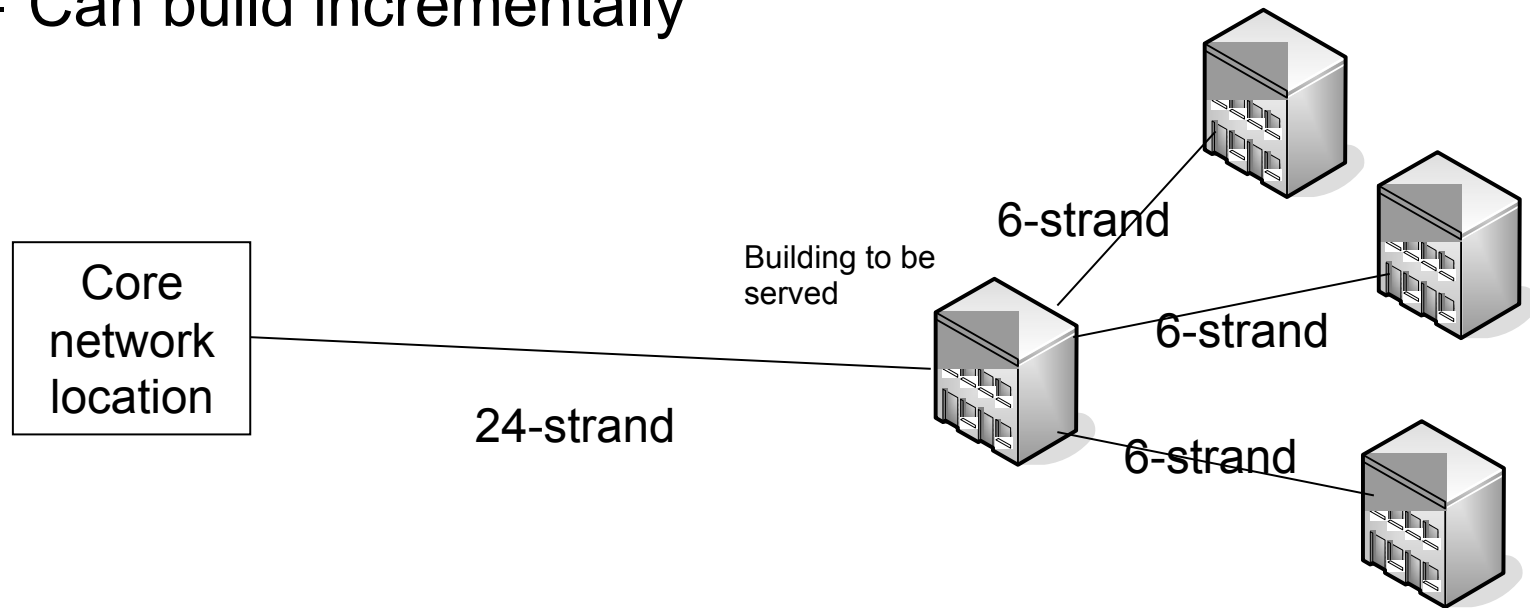 - Can build incrementally
6-strand
Building to be
served
Core
network
location
6-strand
24-strand
6-strand